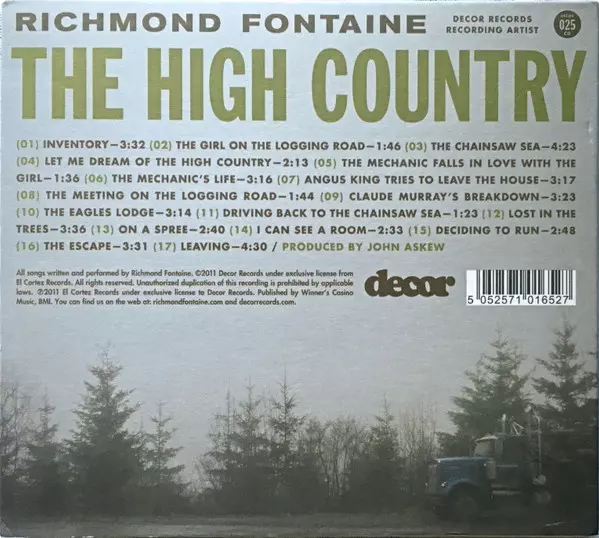 RICHMOND FONTAINE
DECOR RECORDS
RECORDING ARTIST
025
CD
THE HIGH COUNTRY
(01) INVENTORY—3:32 (02) THE GIRL ON THE LOGGING ROAD—1:46 (03) THE CHAINSAW SEA—4:23
(04) LET ME DREAM OF THE HIGH COUNTRY—2:13 (05) THE MECHANIC FALLS IN LOVE WITH THE
GIRL—1:36 (06) THE MECHANIC'S LIFE—3:16 (07) ANGUS KING TRIES TO LEAVE THE HOUSE—3:17
(08) THE MEETING ON THE LOGGING ROAD—1:44 (09) CLAUDE MURRAY'S BREAKDOWN—3:23
(10) THE EAGLES LODGE—3:14 (11) DRIVING BACK TO THE CHAINSAW SEA—1:23 (12) LOST IN THE
TREES—3:36 (13) ON A SPREE—2:40 (14) I CAN SEE A ROOM—2:33 (15) DECIDING TO RUN—2:48
(16) THE ESCAPE—3:31 (17) LEAVING—4:30 / PRODUCED BY JOHN ASKEW
All songs written and performed by Richmond Fontaine. ©2011 Decor Records under exclusive license from
El Cortez Records. All rights reserved. Unauthorized duplication of this recording is prohibited by applicable
laws. ℗2011 El Cortez Records under exclusive license to Decor Records. Published by Winner's Casino
Music, BMI. You can find us on the web at: richmondfontaine.com and decorrecords.com.
decor
5 052571 016527